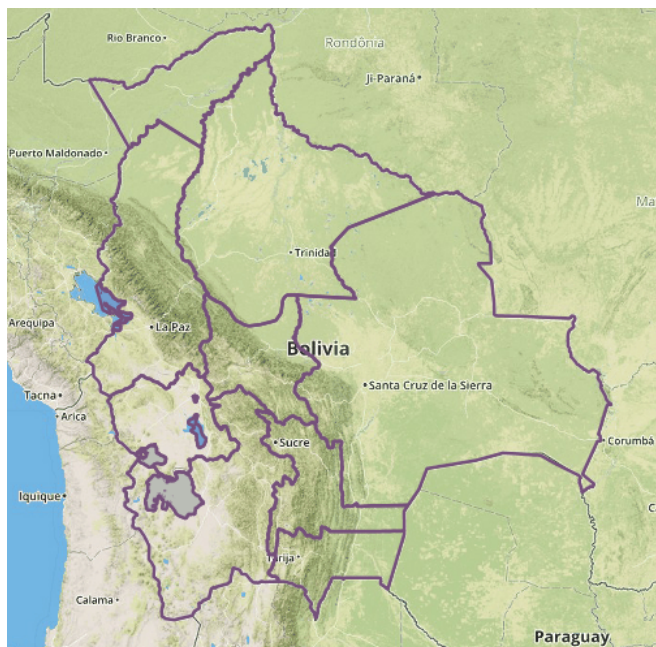 Rio Branco
Rondônia
Ji-Paraná
Puerto Maldonado
Ma
Trinidad
Arequipa
La Paz
Bolivia
Tacna
Santa Cruz de la Sierra
Arica
Sucre
Corumbá
Iquique
C
Tarija
Calama
Paraguay